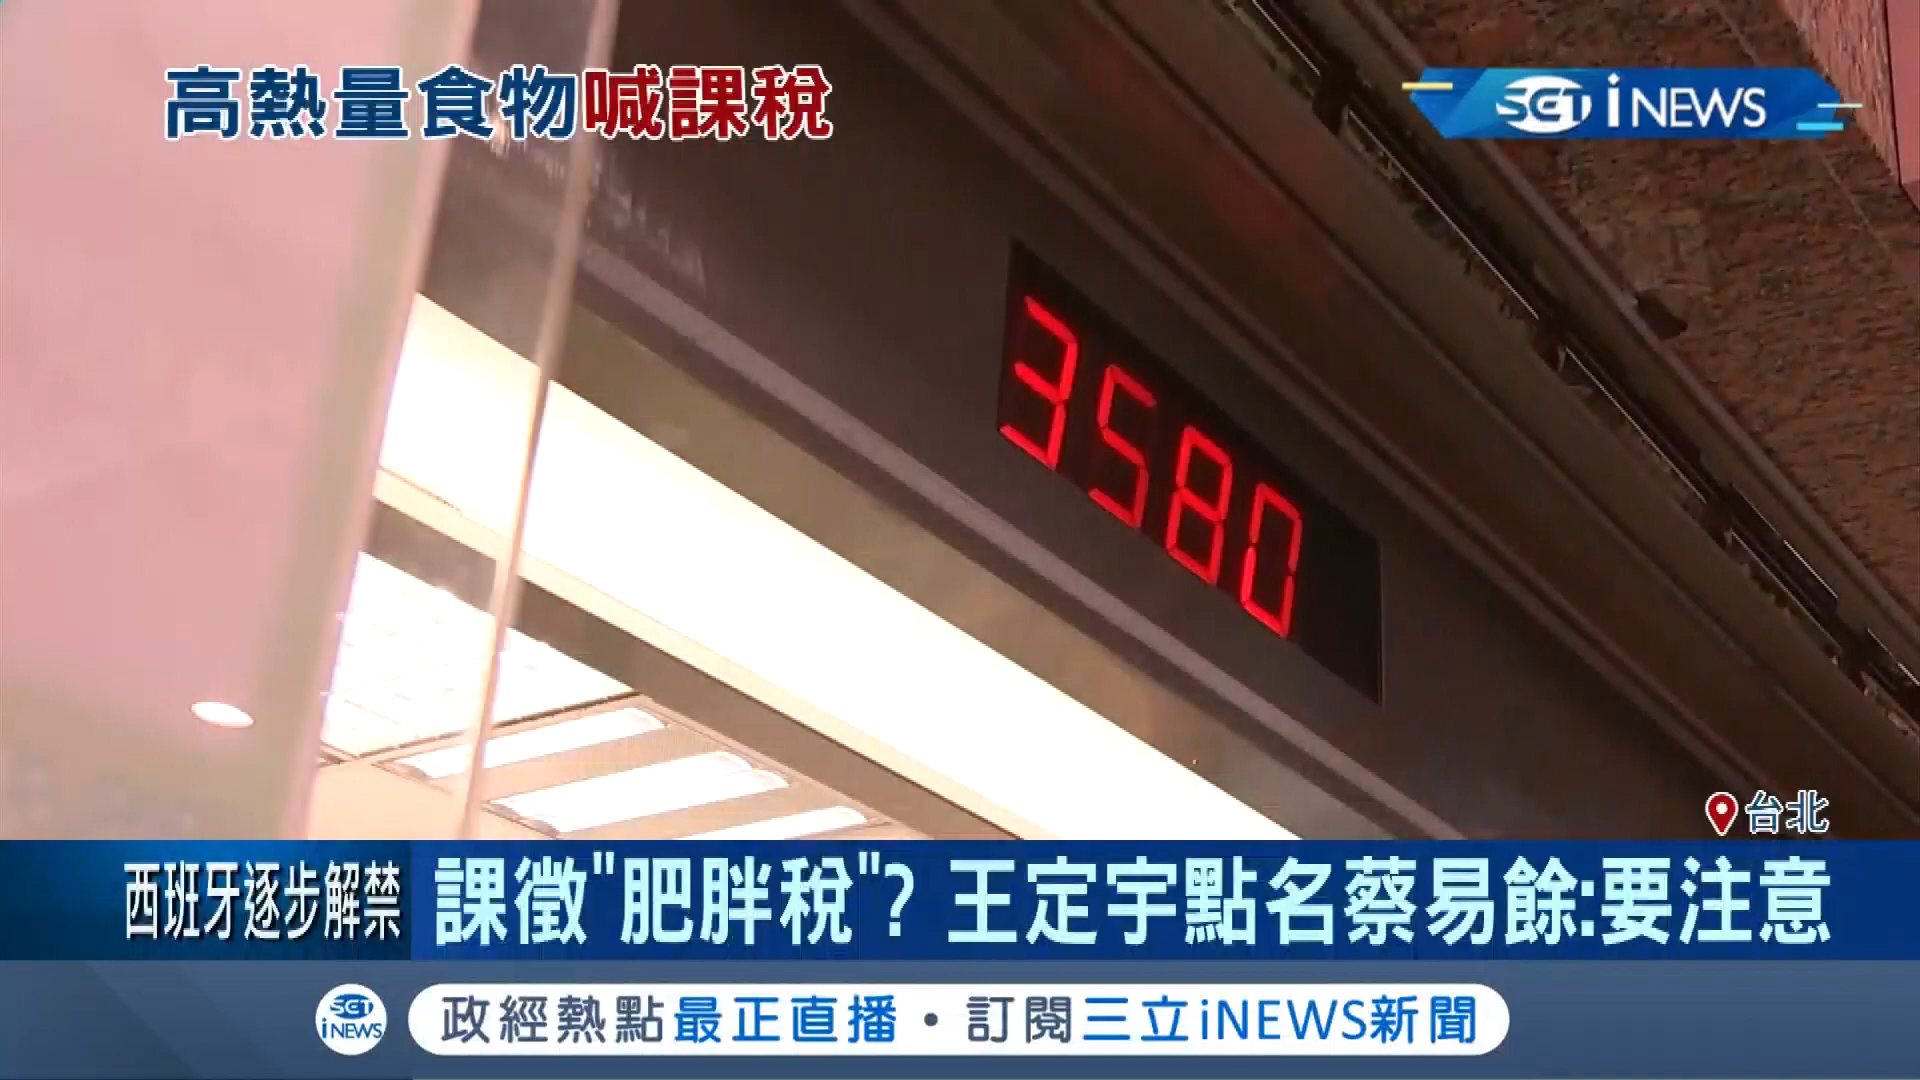 高熱量食物喊課稅
SET iNEWS
3580
台北
西班牙逐步解禁
課徵"肥胖稅"? 王定宇點名蔡易餘:要注意
SET iNEWS
政經熱點最正直播・訂閱三立iNEWS新聞